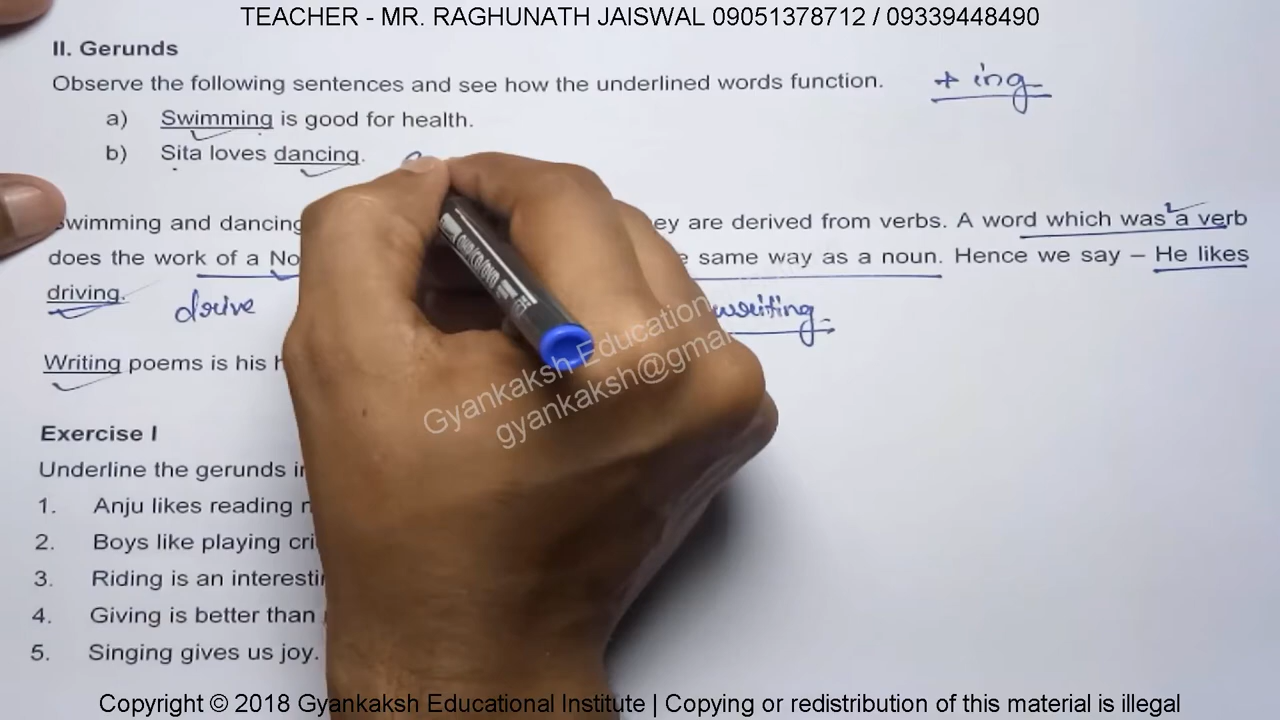 TEACHER - MR. RAGHUNATH JAISWAL 09051378712 / 09339448490
II. Gerunds
Observe the following sentences and see how the underlined words function. + ing
a) Swimming is good for health.
b) Sita loves dancing.
Swimming and dancing are derived from verbs. A word which was a verb
does the work of a same way as a noun. Hence we say – He likes
driving. drive writing
Writing poems is his
Gyankaksh Education
gyankaksh@gmai
Exercise I
Underline the gerunds
1. Anju likes reading
2. Boys like playing
3. Riding is an
4. Giving is better than
5. Singing gives us joy.
Copyright © 2018 Gyankaksh Educational Institute | Copying or redistribution of this material is illegal